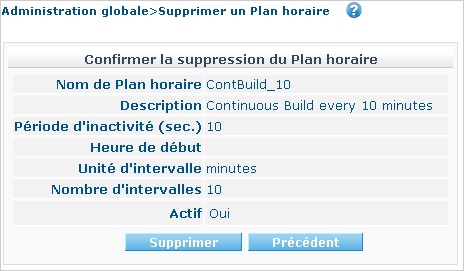 Administration globale>Supprimer un Plan horaire ?
Confirmer la suppression du Plan horaire
Nom de Plan horaire ContBuild_10
Description Continuous Build every 10 minutes
Période d'inactivité (sec.) 10
Heure de début
Unité d'intervalle minutes
Nombre d'intervalles 10
Actif Oui
Supprimer Précédent